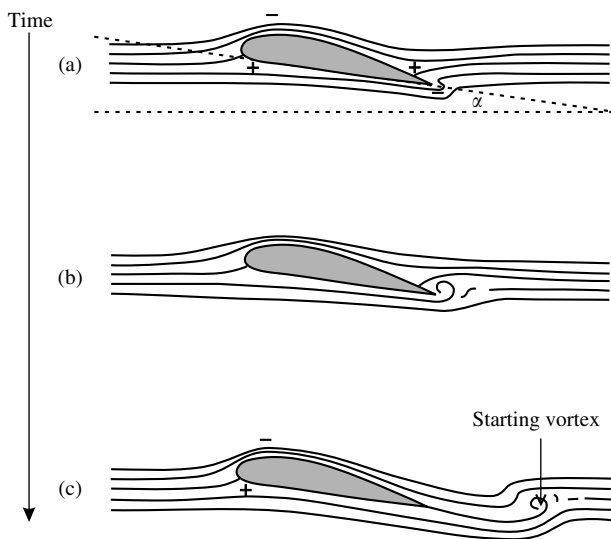 Time
−
(a)
+ +
−
α
(b)
Starting vortex
−
(c)
+